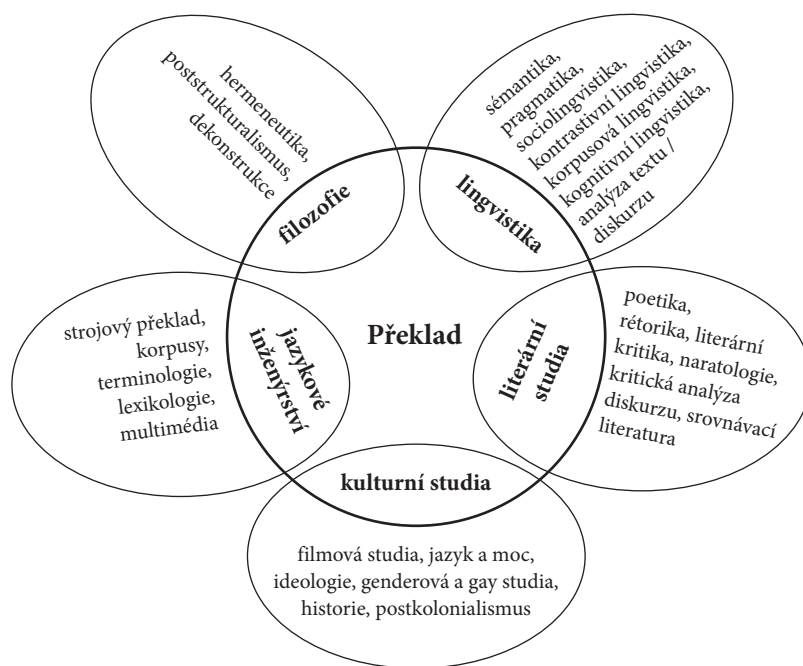 hermeneutika,
poststrukturalismus,
dekonstrukce
filozofie
sémantika,
pragmatika,
sociolingvistika,
kontrastivní lingvistika,
korpusová lingvistika,
kognitivní lingvistika,
analýza textu /
diskurzu
lingvistika
strojový překlad,
korpusy,
terminologie,
lexikologie,
multimédia
jazykové
inženýrství
Překlad
literární
studia
poetika,
rétorika, literární
kritika, naratologie,
kritická analýza
diskurzu, srovnávací
literatura
kulturní studia
filmová studia, jazyk a moc,
ideologie, genderová a gay studia,
historie, postkolonialismus